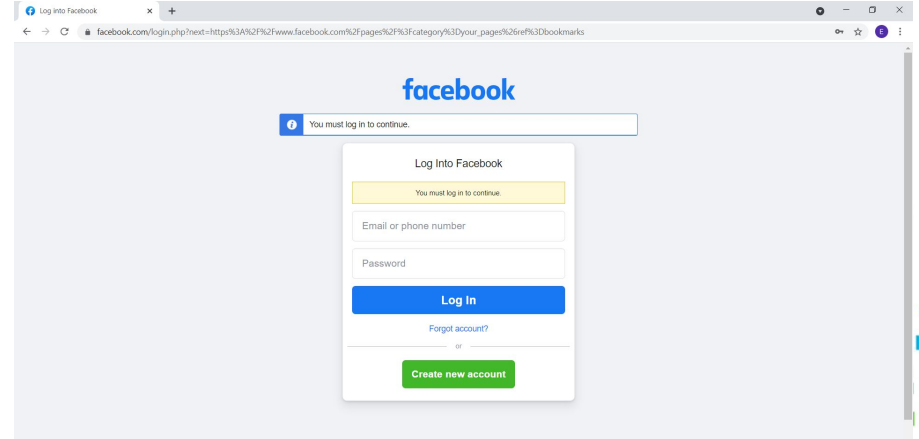 Log into Facebook
facebook.com/login.php?next=https%3A%2F%2Fwww.facebook.com%2Fpages%2F%3Fcategory%3Dyour_pages%26ref%3Dbookmarks
E
facebook
You must log in to continue.
Log Into Facebook
You must log in to continue.
Email or phone number
Password
Log In
Forgot account?
or
Create new account